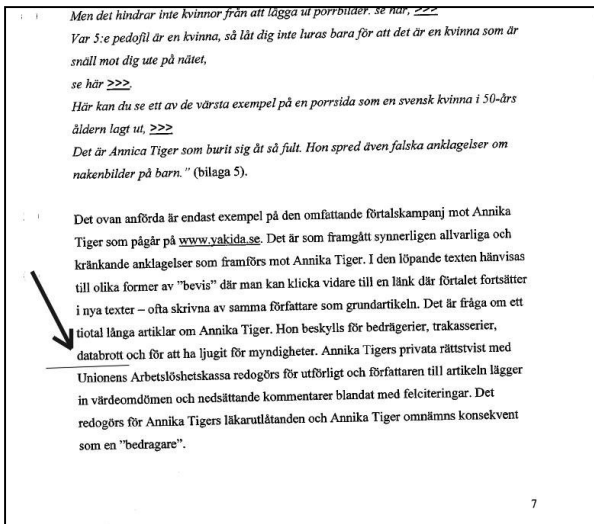 Men det hindrar inte kvinnor från att lägga ut porrbilder. se här, >>>
Var 5:e pedofil är en kvinna, så låt dig inte luras bara för att det är en kvinna som är
snäll mot dig ute på nätet,
se här >>>.
Här kan du se ett av de värsta exempel på en porrsida som en svensk kvinna i 50-års
åldern lagt ut, >>>
Det är Annica Tiger som burit sig åt så fult. Hon spred även falska anklagelser om
nakenbilder på barn." (bilaga 5).
Det ovan anförda är endast exempel på den omfattande förtalskampanj mot Annika
Tiger som pågår på www.yakida.se. Det är som framgått synnerligen allvarliga och
kränkande anklagelser som framförs mot Annika Tiger. I den löpande texten hänvisas
till olika former av "bevis" där man kan klicka vidare till en länk där förtalet fortsätter
i nya texter – ofta skrivna av samma författare som grundartikeln. Det är fråga om ett
tiotal långa artiklar om Annika Tiger. Hon beskylls för bedrägerier, trakasserier,
databrott och för att ha ljugit för myndigheter. Annika Tigers privata rättstvist med
Unionens Arbetslöshetskassa redogörs för utförligt och författaren till artikeln lägger
in värdeomdömen och nedsättande kommentarer blandat med felciteringar. Det
redogörs för Annika Tigers läkarutlåtanden och Annika Tiger omnämns konsekvent
som en "bedragare".
7